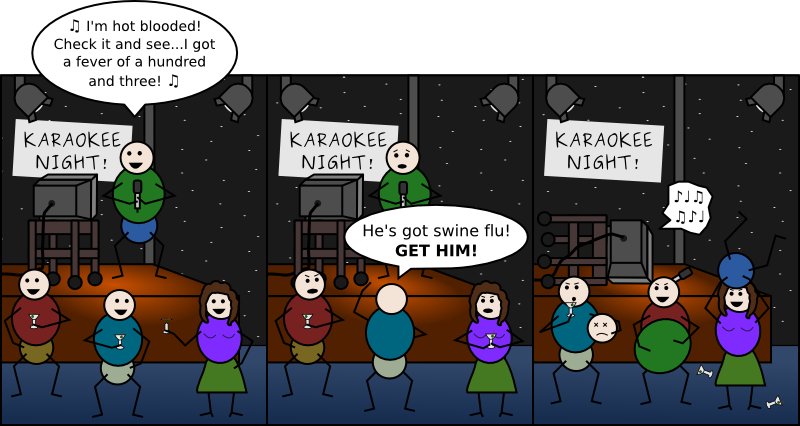 ♫ I'm hot blooded!
Check it and see...I got
a fever of a hundred
and three! ♫
KARAOKEE
NIGHT!
KARAOKEE
NIGHT!
He's got swine flu!
GET HIM!
KARAOKEE
NIGHT!
♪♩♫
♫♪♩